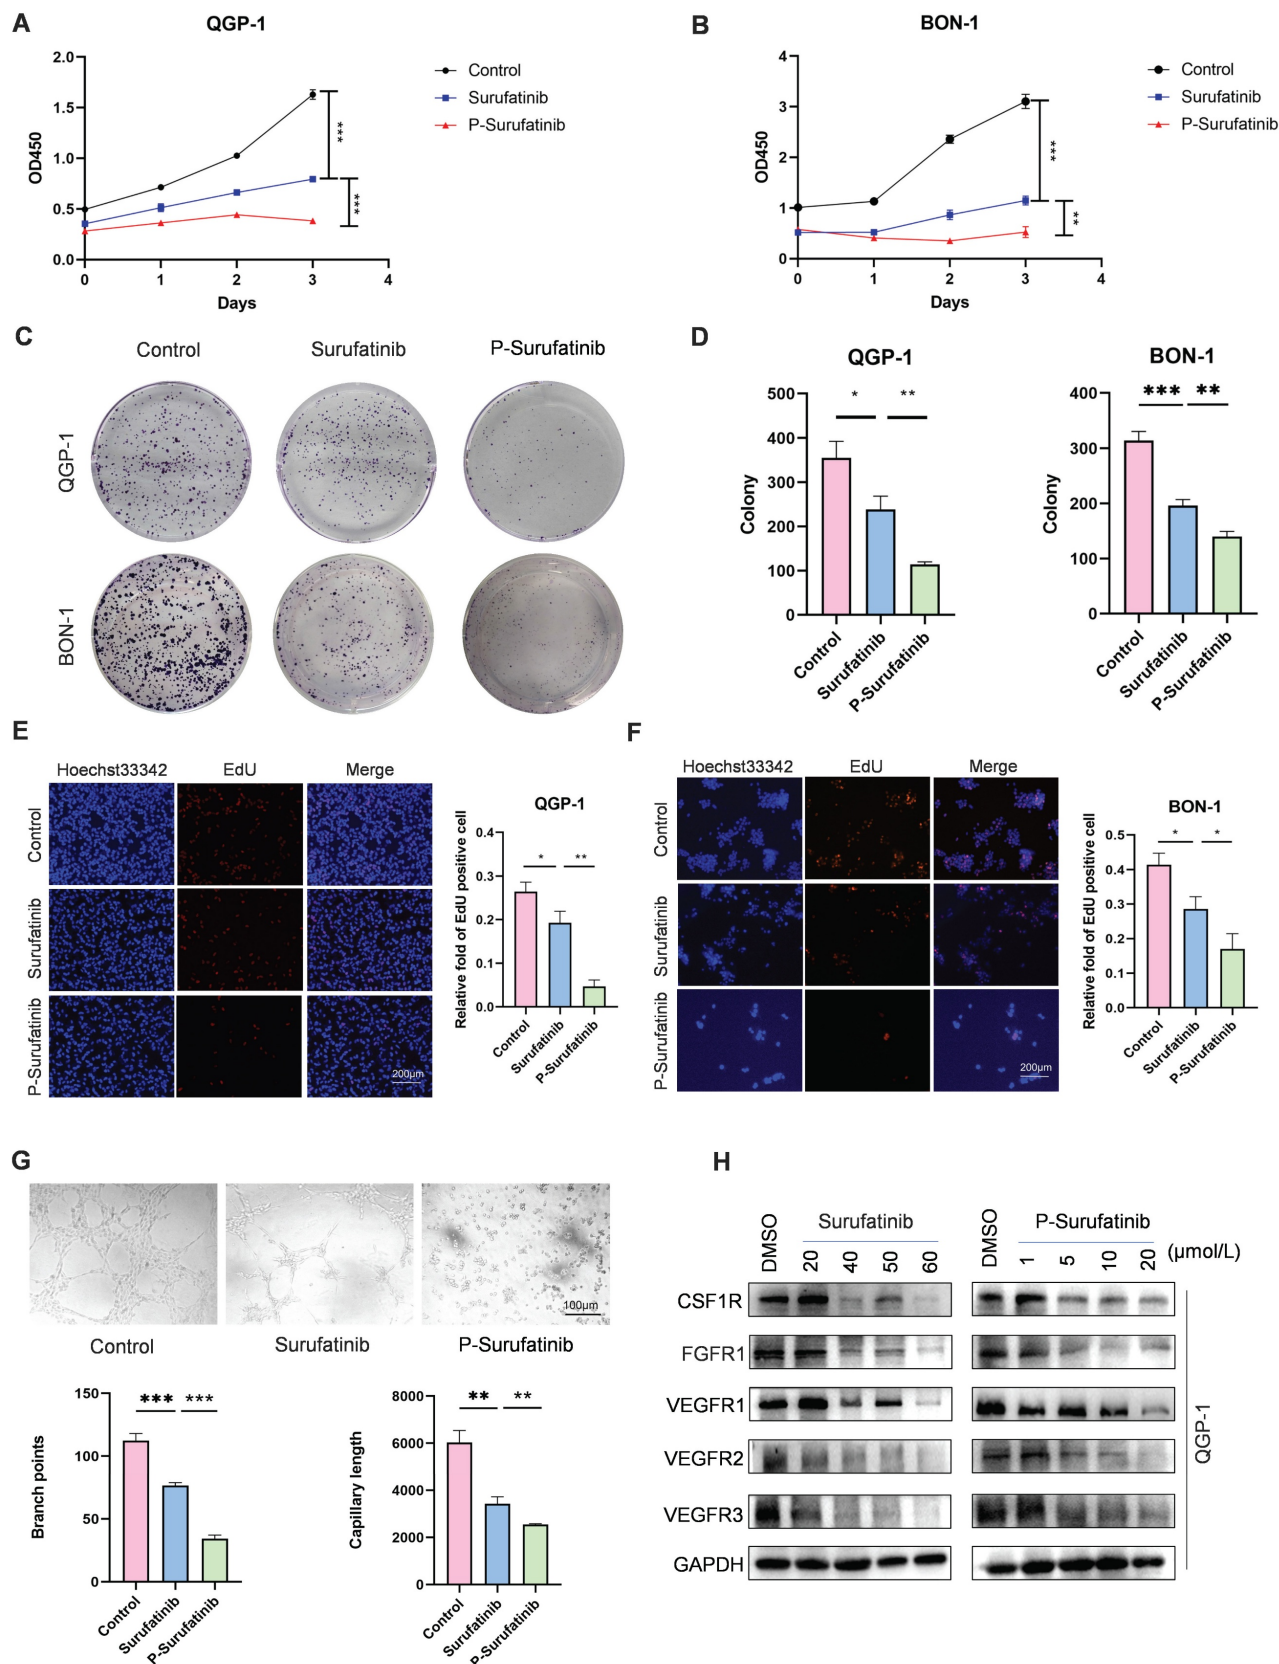 A
QGP-1
2.0
1.5
1.0
0.5
0.0
OD450
0 1 2 3 4
Days
Control
Surufatinib
P-Surufatinib
***
***
B
BON-1
4
3
2
1
0
OD450
0 1 2 3 4
Days
Control
Surufatinib
P-Surufatinib
***
**
C
Control Surufatinib P-Surufatinib
QGP-1
BON-1
D
QGP-1
500
400
300
200
100
0
Colony
* **
Control Surufatinib P-Surufatinib
BON-1
400
300
200
100
0
Colony
*** **
Control Surufatinib P-Surufatinib
E
Hoechst33342 EdU Merge
Control
Surufatinib
P-Surufatinib
200μm
QGP-1
0.4
0.3
0.2
0.1
0.0
Relative fold of EdU positive cell
* **
Control Surufatinib P-Surufatinib
F
Hoechst33342 EdU Merge
Control
Surufatinib
P-Surufatinib
200μm
BON-1
0.5
0.4
0.3
0.2
0.1
0.0
Relative fold of EdU positive cell
* *
Control Surufatinib P-Surufatinib
G
100μm
Control Surufatinib P-Surufatinib
150
100
50
0
Branch points
*** ***
Control Surufatinib P-Surufatinib
8000
6000
4000
2000
0
Capillary length
** **
Control Surufatinib P-Surufatinib
H
DMSO Surufatinib DMSO P-Surufatinib
20 40 50 60 1 5 10 20 (μmol/L)
CSF1R
FGFR1
VEGFR1
VEGFR2
VEGFR3
GAPDH
QGP-1